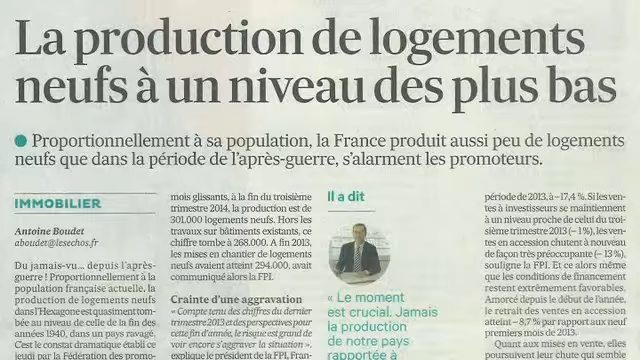 La production de logements
neufs à un niveau des plus bas
● Proportionnellement à sa population, la France produit aussi peu de logements
neufs que dans la période de l'après-guerre, s'alarment les promoteurs.
IMMOBILIER
Antoine Boudet
aboudet@lesechos.fr
Du jamais-vu... depuis l'après-
guerre ! Proportionnellement à la
population française actuelle, la
production de logements neufs
dans l'Hexagone est quasiment tom-
bée au niveau de celle de la fin des
années 1940, dans un pays ravagé.
C'est le constat dramatique établi ce
jeudi par la Fédération des promo-
mois glissants, à la fin du troisième
trimestre 2014, la production est de
301.000 logements neufs. Hors les
travaux sur bâtiments existants, ce
chiffre tombe à 268.000. A fin 2013,
les mises en chantier de logements
neufs avaient atteint 294.000, avait
communiqué alors la FPI.
Crainte d'une aggravation
« Compte tenu des chiffres du dernier
trimestre 2013 et des perspectives pour
cette fin d'année, le risque est grand de
voir encore s'aggraver la situation »,
explique le président de la FPI, Fran-
Il a dit
« Le moment
est crucial. Jamais
la production
de notre pays
rapportée à
période de 2013, à – 17,4 %. Si les ven-
tes à investisseurs se maintiennent
à un niveau proche de celui du troi-
sième trimestre 2013 (– 1 %), les ven-
tes en accession chutent à nouveau
de façon très préoccupante (– 13 %),
souligne la FPI. Et ce alors même
que les conditions de financement
restent extrêmement favorables.
Amorcé depuis le début de l'année,
le retrait des ventes en accession
atteint – 8,7 % par rapport aux neuf
premiers mois de 2013.
Quant aux mises en vente, elles
poursuivent leur chute qui semble